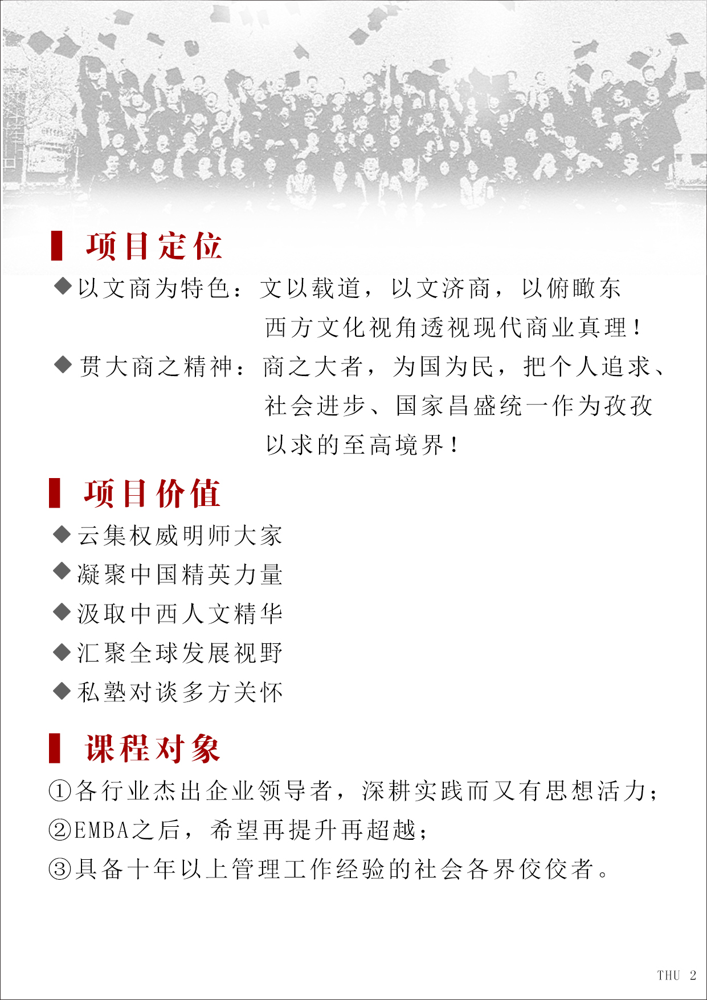 项目定位
◆以文商为特色：文以载道，以文济商，以俯瞰东
西方文化视角透视现代商业真理！
◆贯大商之精神：商之大者，为国为民，把个人追求、
社会进步、国家昌盛统一作为孜孜
以求的至高境界！
项目价值
◆云集权威明师大家
◆凝聚中国精英力量
◆汲取中西人文精华
◆汇聚全球发展视野
◆私塾对谈多方关怀
课程对象
①各行业杰出企业领导者，深耕实践而又有思想活力；
②EMBA之后，希望再提升再超越；
③具备十年以上管理工作经验的社会各界佼佼者。
THU 2